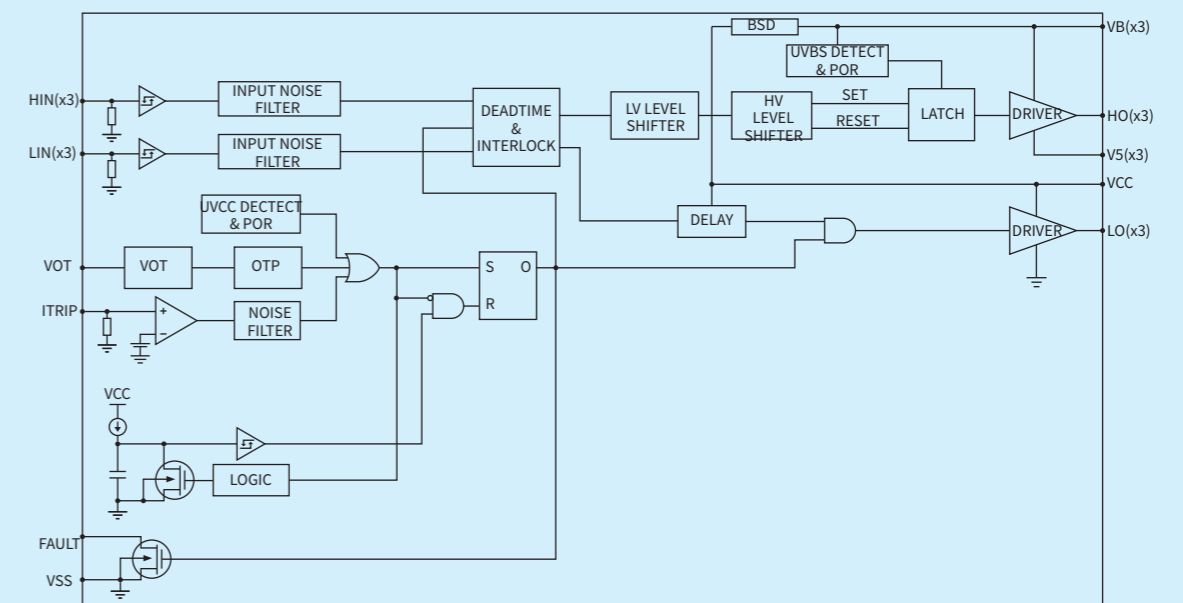 BSD
VB(x3)
UVBS DETECT
& POR
HIN(x3)
INPUT NOISE
FILTER
DEADTIME
&
INTERLOCK
LV LEVEL
SHIFTER
HV
LEVEL
SHIFTER
SET
RESET
LATCH
DRIVER
HO(x3)
LIN(x3)
INPUT NOISE
FILTER
V5(x3)
VCC
UVCC DECTECT
& POR
DELAY
DRIVER
LO(x3)
VOT
VOT
OTP
S
O
R
ITRIP
+
−
NOISE
FILTER
VCC
LOGIC
FAULT
VSS